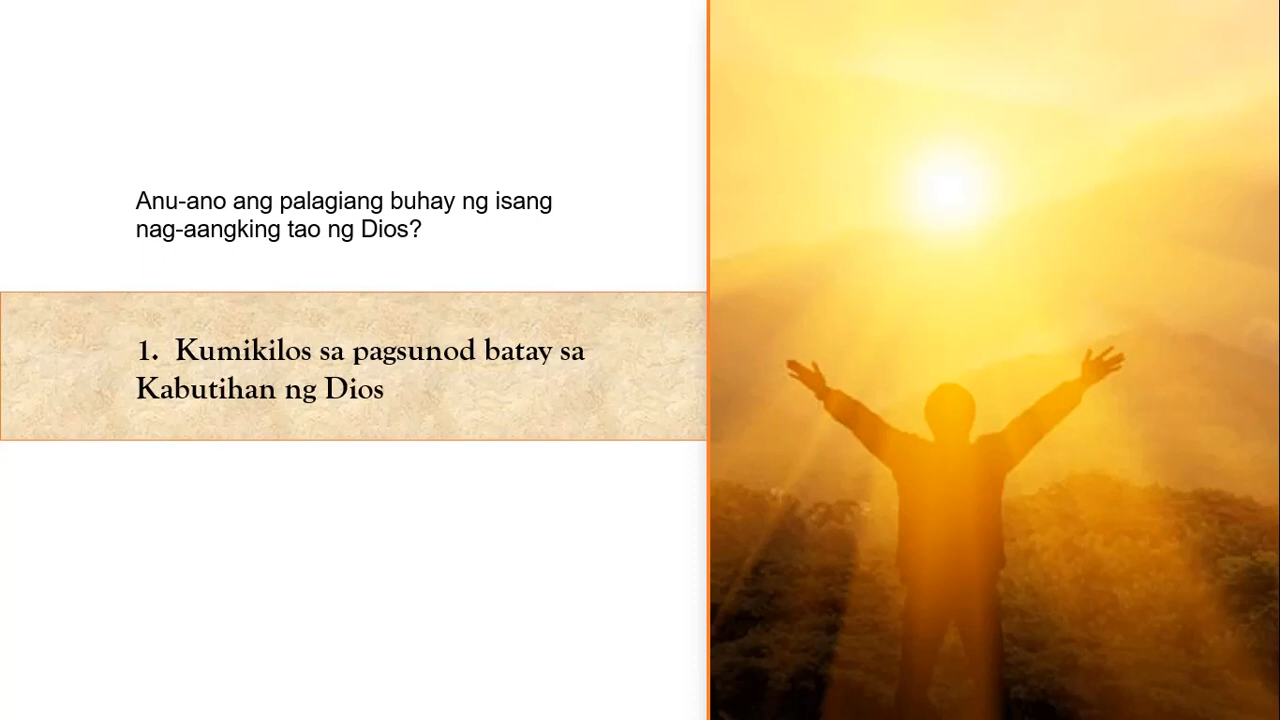 Anu-ano ang palagiang buhay ng isang
nag-aangking tao ng Dios?
1. Kumikilos sa pagsunod batay sa
Kabutihan ng Dios